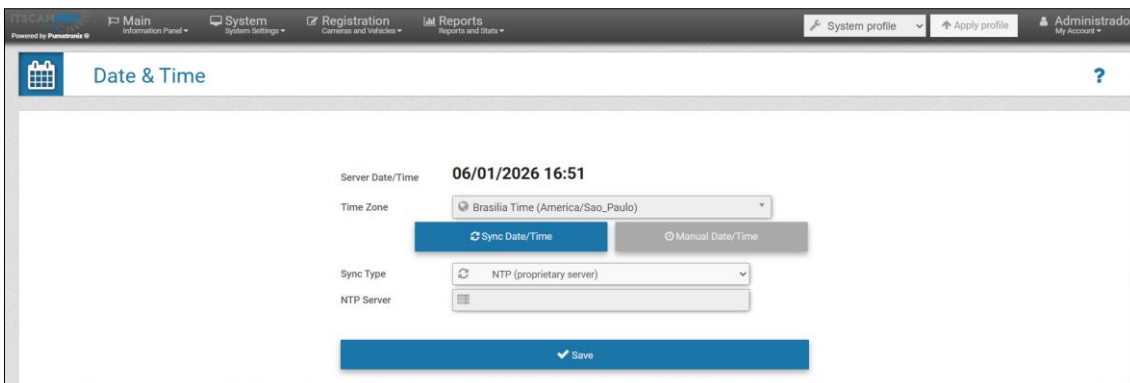 ITSCAMPRO
Powered by Pumatronix ®
Main
Information Panel
System
System Settings
Registration
Cameras and Vehicles
Reports
Reports and Stats
System profile
Apply profile
Administrado
My Account
Date & Time
?
Server Date/Time 06/01/2026 16:51
Time Zone Brasilia Time (America/Sao_Paulo)
Sync Date/Time Manual Date/Time
Sync Type NTP (proprietary server)
NTP Server
Save